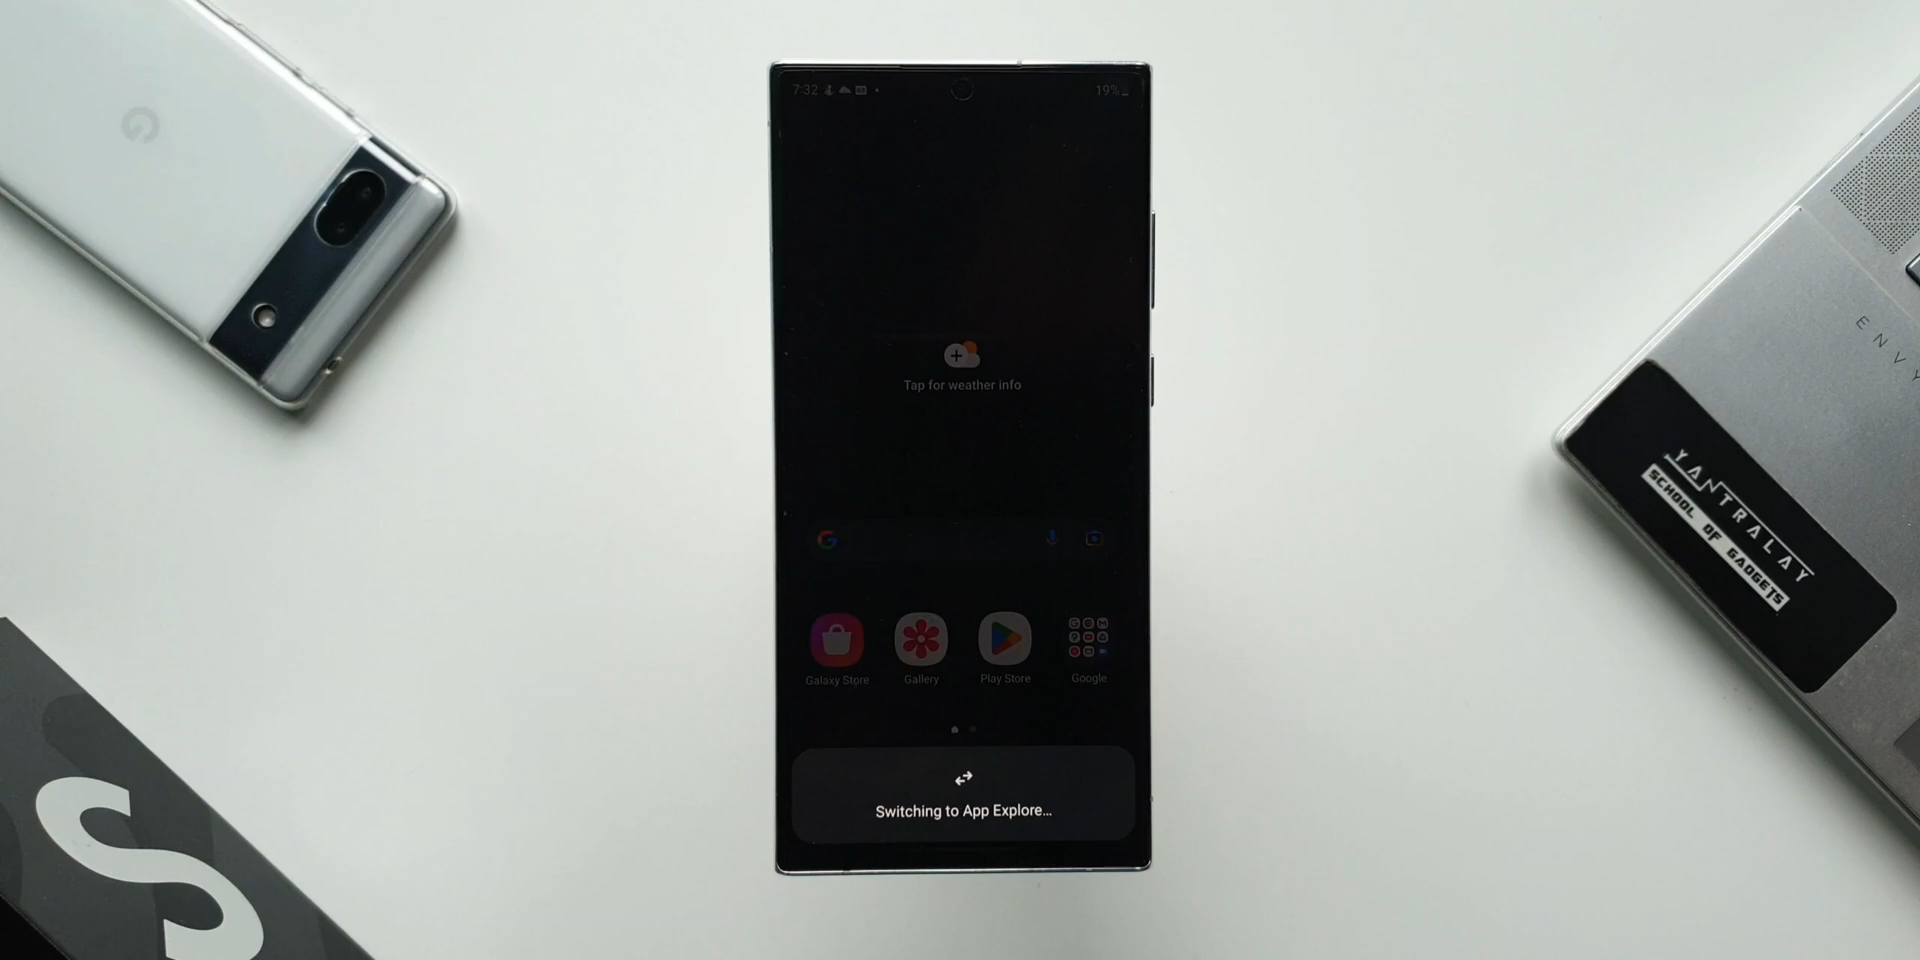 7:32
19%
Tap for weather info
Galaxy Store
Gallery
Play Store
Google
Switching to App Explore...
ENVY
YANTRALAY
SCHOOL OF GADGETS
S